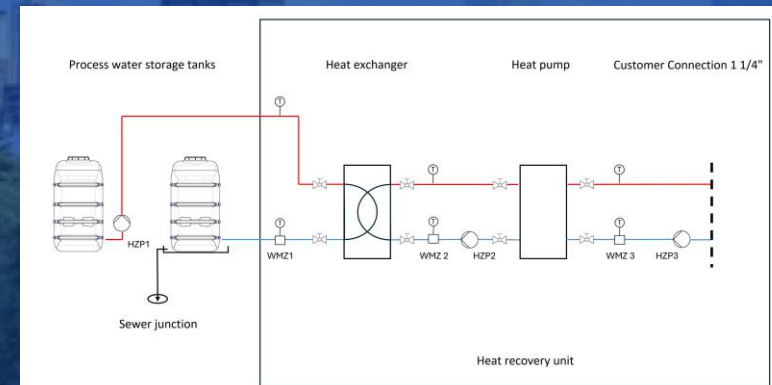 Process water storage tanks
Heat exchanger
Heat pump
Customer Connection 1 1/4"
T
T
T
T
T
T
HZP1
WMZ1
WMZ 2
HZP2
WMZ 3
HZP3
Sewer junction
Heat recovery unit